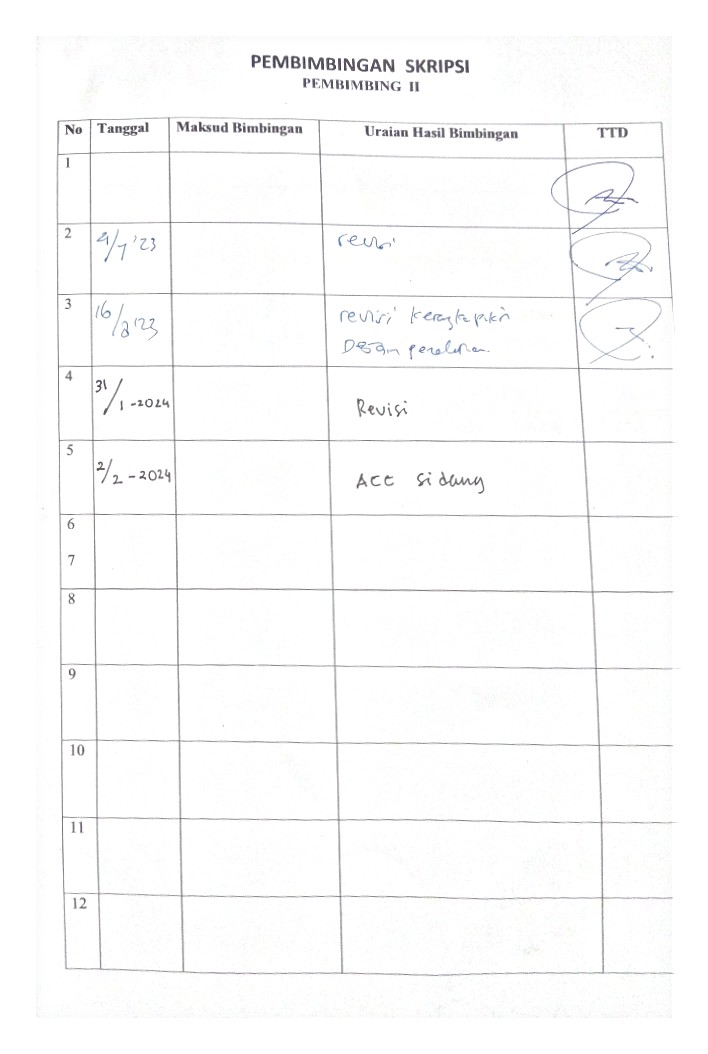 PEMBIMBINGAN SKRIPSI
PEMBIMBING II
No Tanggal Maksud Bimbingan Uraian Hasil Bimbingan TTD
1
2 4/7 '23 revisi
3 16/8 '23 revisi kerangka pikir
Desain penelitian.
4 31/1 -2024 Revisi
5 2/2 - 2024 ACC sidang
6
7
8
9
10
11
12